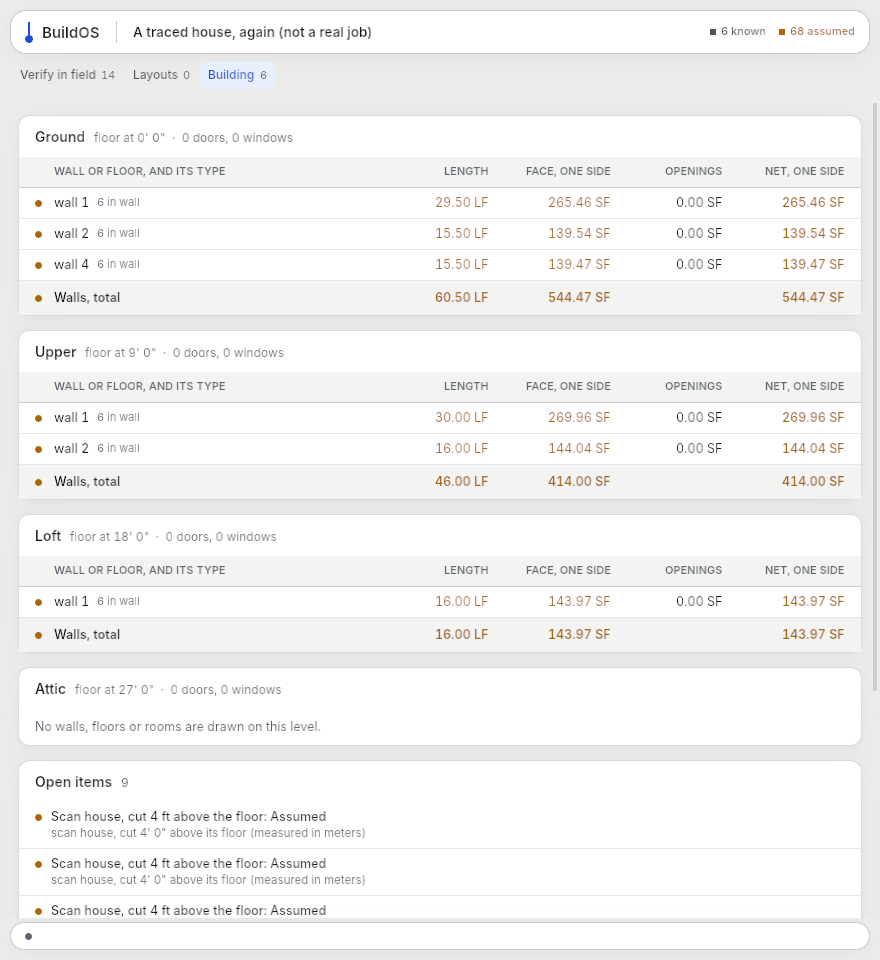 BuildOS A traced house, again (not a real job) 6 known 68 assumed
Verify in field 14 Layouts 0 Building 6
Ground floor at 0' 0" · 0 doors, 0 windows
WALL OR FLOOR, AND ITS TYPE LENGTH FACE, ONE SIDE OPENINGS NET, ONE SIDE
wall 1 6 in wall 29.50 LF 265.46 SF 0.00 SF 265.46 SF
wall 2 6 in wall 15.50 LF 139.54 SF 0.00 SF 139.54 SF
wall 4 6 in wall 15.50 LF 139.47 SF 0.00 SF 139.47 SF
Walls, total 60.50 LF 544.47 SF 544.47 SF
Upper floor at 9' 0" · 0 doors, 0 windows
WALL OR FLOOR, AND ITS TYPE LENGTH FACE, ONE SIDE OPENINGS NET, ONE SIDE
wall 1 6 in wall 30.00 LF 269.96 SF 0.00 SF 269.96 SF
wall 2 6 in wall 16.00 LF 144.04 SF 0.00 SF 144.04 SF
Walls, total 46.00 LF 414.00 SF 414.00 SF
Loft floor at 18' 0" · 0 doors, 0 windows
WALL OR FLOOR, AND ITS TYPE LENGTH FACE, ONE SIDE OPENINGS NET, ONE SIDE
wall 1 6 in wall 16.00 LF 143.97 SF 0.00 SF 143.97 SF
Walls, total 16.00 LF 143.97 SF 143.97 SF
Attic floor at 27' 0" · 0 doors, 0 windows
No walls, floors or rooms are drawn on this level.
Open items 9
Scan house, cut 4 ft above the floor: Assumed
scan house, cut 4' 0" above its floor (measured in meters)
Scan house, cut 4 ft above the floor: Assumed
scan house, cut 4' 0" above its floor (measured in meters)
Scan house, cut 4 ft above the floor: Assumed